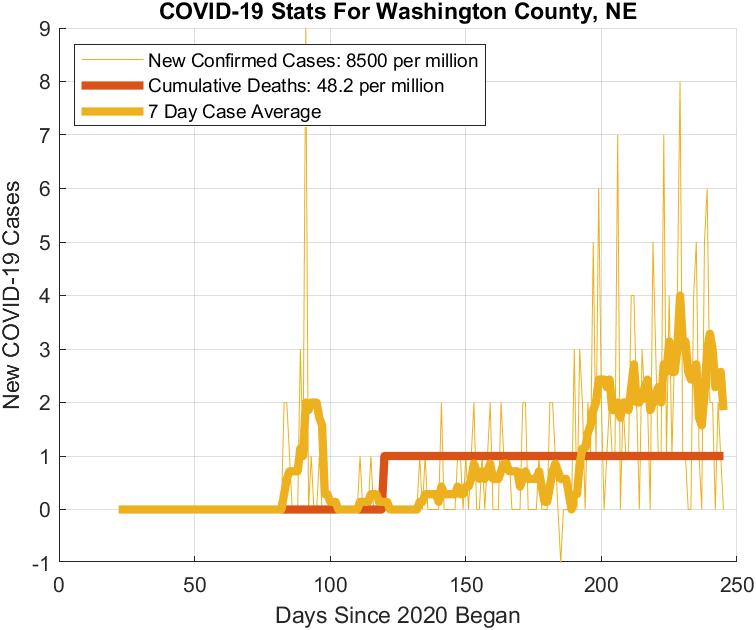 COVID-19 Stats For Washington County, NE
9
8
7
6
5
4
3
2
1
0
-1
New COVID-19 Cases
New Confirmed Cases: 8500 per million
Cumulative Deaths: 48.2 per million
7 Day Case Average
0
50
100
150
200
250
Days Since 2020 Began